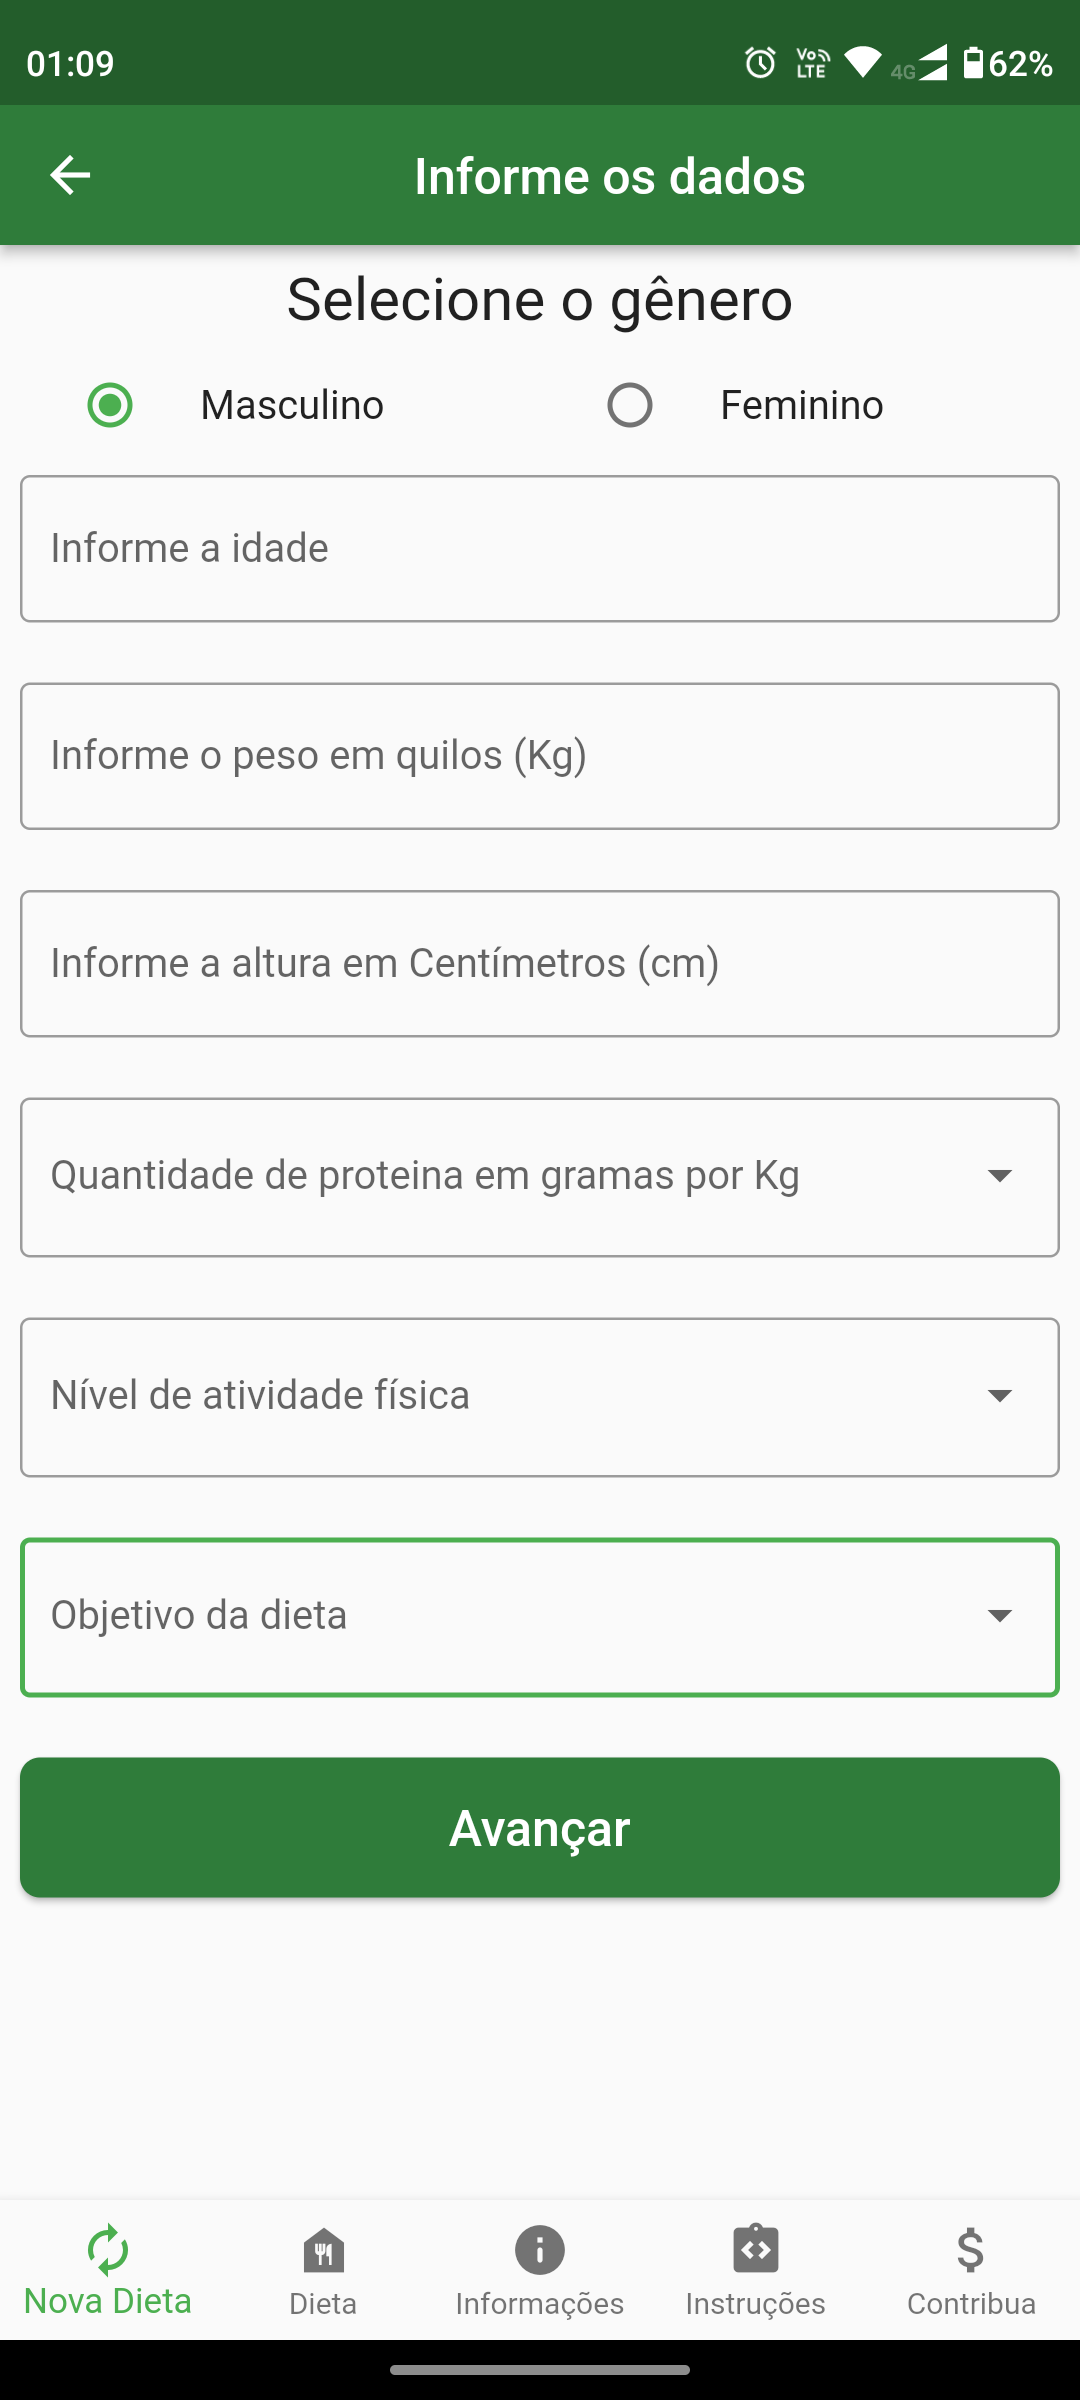 01:09
Vo LTE
4G
62%
Informe os dados
Selecione o gênero
Masculino
Feminino
Informe a idade
Informe o peso em quilos (Kg)
Informe a altura em Centímetros (cm)
Quantidade de proteina em gramas por Kg
Nível de atividade física
Objetivo da dieta
Avançar
Nova Dieta
Dieta
Informações
Instruções
Contribua